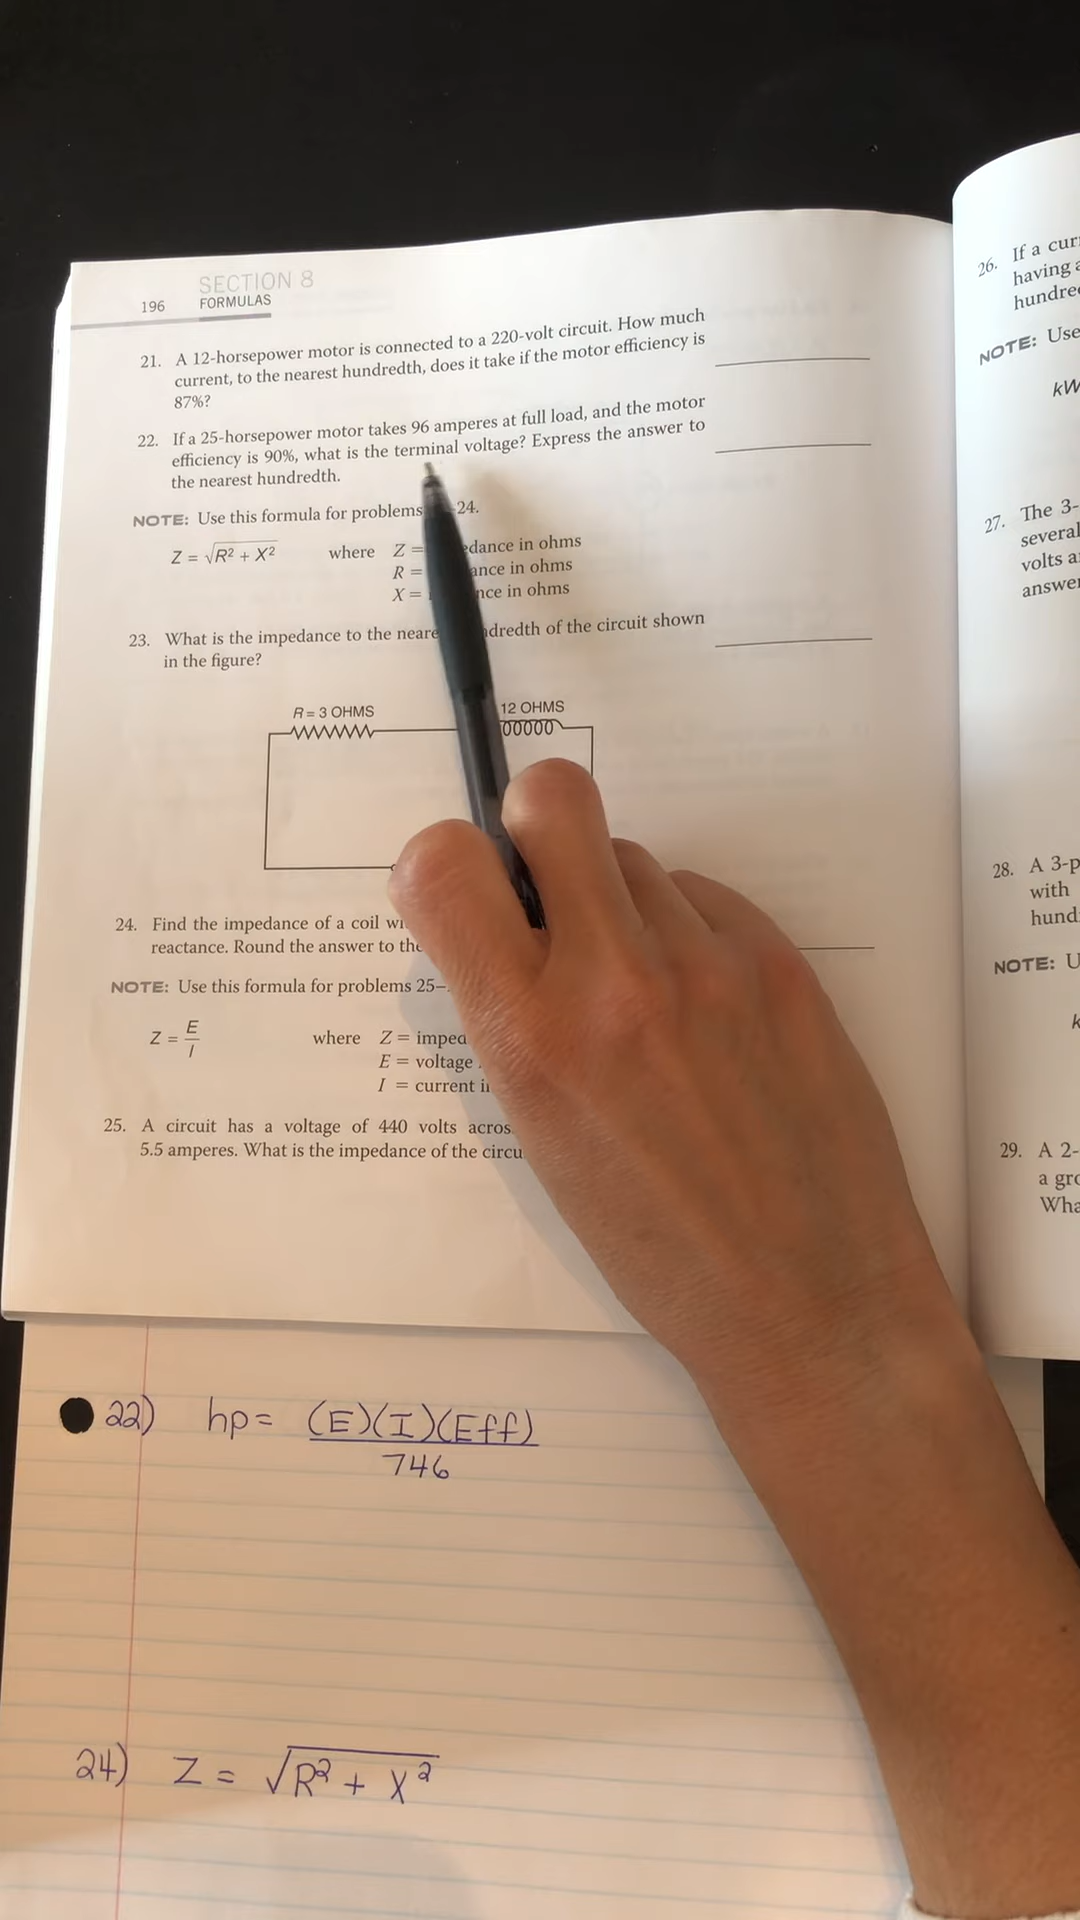 SECTION 8
196 FORMULAS
21. A 12-horsepower motor is connected to a 220-volt circuit. How much
current, to the nearest hundredth, does it take if the motor efficiency is
87%?
22. If a 25-horsepower motor takes 96 amperes at full load, and the motor
efficiency is 90%, what is the terminal voltage? Express the answer to
the nearest hundredth.
NOTE: Use this formula for problems 24.
Z = √R² + X² where Z = edance in ohms
R = ance in ohms
X = nce in ohms
23. What is the impedance to the neare dredth of the circuit shown
in the figure?
R = 3 OHMS 12 OHMS
24. Find the impedance of a coil wi
reactance. Round the answer to the
NOTE: Use this formula for problems 25–
Z = E/I where Z = imped
E = voltage
I = current i
25. A circuit has a voltage of 440 volts acros
5.5 amperes. What is the impedance of the circu
26. If a cur
having a
hundre
NOTE: Use
kW
27. The 3-
several
volts a
answe
28. A 3-p
with
hund
NOTE: U
k
29. A 2-
a gro
Wha
22) hp = (E)(I)(Eff)
746
24) Z = √R² + X²